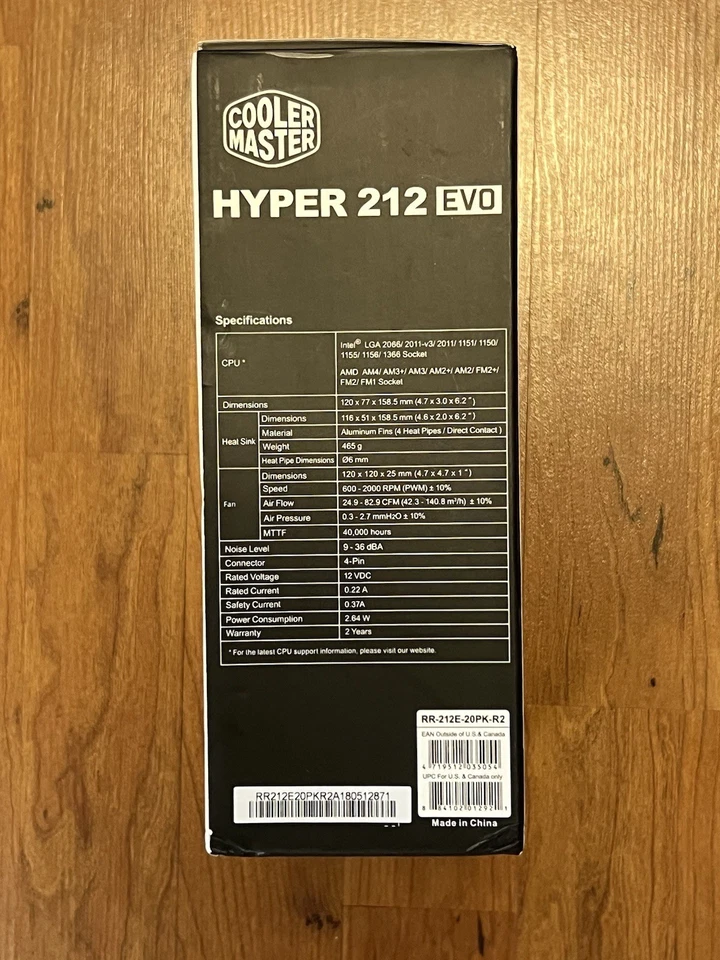 COOLER
MASTER
HYPER 212 EVO
Specifications
CPU *
Intel® LGA 2066/ 2011-v3/ 2011/ 1151/ 1150/
1155/ 1156/ 1366 Socket
AMD AM4/ AM3+/ AM3/ AM2+/ AM2/ FM2+/
FM2/ FM1 Socket
Dimensions 120 x 77 x 158.5 mm (4.7 x 3.0 x 6.2 ")
Heat Sink
Dimensions 116 x 51 x 158.5 mm (4.6 x 2.0 x 6.2 ")
Material Aluminum Fins (4 Heat Pipes / Direct Contact )
Weight 465 g
Heat Pipe Dimensions Ø6 mm
Fan
Dimensions 120 x 120 x 25 mm (4.7 x 4.7 x 1 ")
Speed 600 - 2000 RPM (PWM) ± 10%
Air Flow 24.9 - 82.9 CFM (42.3 - 140.8 m³/h) ± 10%
Air Pressure 0.3 - 2.7 mmH2O ± 10%
MTTF 40,000 hours
Noise Level 9 - 36 dBA
Connector 4-Pin
Rated Voltage 12 VDC
Rated Current 0.22 A
Safety Current 0.37A
Power Consumption 2.64 W
Warranty 2 Years
* For the latest CPU support information, please visit our website.
RR-212E-20PK-R2
EAN Outside of U.S.& Canada
4 719512 035054
UPC For U.S. & Canada only
8 84102 01292 1
RR212E20PKR2A180512871
Made in China